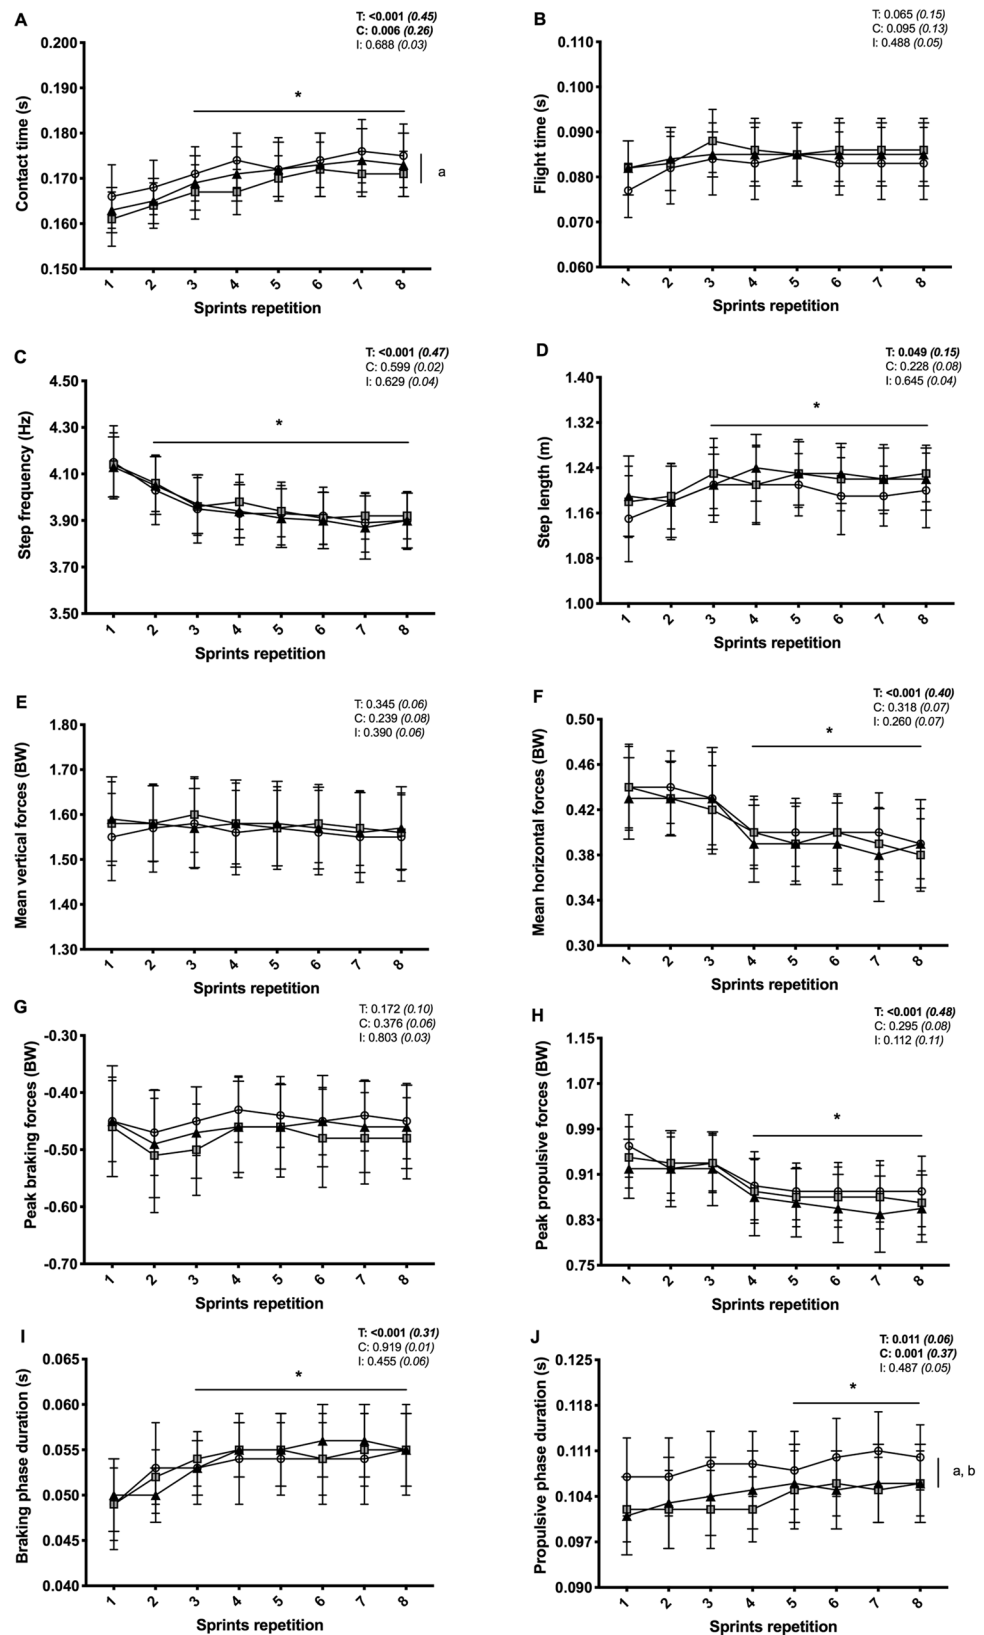 A
T: <0.001 (0.45)
C: 0.006 (0.26)
I: 0.688 (0.03)
0.200
0.190
0.180
0.170
0.160
0.150
Contact time (s)
*
a
1 2 3 4 5 6 7 8
Sprints repetition
B
T: 0.065 (0.15)
C: 0.095 (0.13)
I: 0.488 (0.05)
0.110
0.100
0.090
0.080
0.070
0.060
Flight time (s)
1 2 3 4 5 6 7 8
Sprints repetition
C
T: <0.001 (0.47)
C: 0.599 (0.02)
I: 0.629 (0.04)
4.50
4.30
4.10
3.90
3.70
3.50
Step frequency (Hz)
*
1 2 3 4 5 6 7 8
Sprints repetition
D
T: 0.049 (0.15)
C: 0.228 (0.08)
I: 0.645 (0.04)
1.40
1.32
1.24
1.16
1.08
1.00
Step length (m)
*
1 2 3 4 5 6 7 8
Sprints repetition
E
T: 0.345 (0.06)
C: 0.239 (0.08)
I: 0.390 (0.06)
1.80
1.70
1.60
1.50
1.40
1.30
Mean vertical forces (BW)
1 2 3 4 5 6 7 8
Sprints repetition
F
T: <0.001 (0.40)
C: 0.318 (0.07)
I: 0.260 (0.07)
0.50
0.46
0.42
0.38
0.34
0.30
Mean horizontal forces (BW)
*
1 2 3 4 5 6 7 8
Sprints repetition
G
T: 0.172 (0.10)
C: 0.376 (0.06)
I: 0.803 (0.03)
-0.30
-0.40
-0.50
-0.60
-0.70
Peak braking forces (BW)
1 2 3 4 5 6 7 8
Sprints repetition
H
T: <0.001 (0.48)
C: 0.295 (0.08)
I: 0.112 (0.11)
1.15
1.07
0.99
0.91
0.83
0.75
Peak propulsive forces (BW)
*
1 2 3 4 5 6 7 8
Sprints repetition
I
T: <0.001 (0.31)
C: 0.919 (0.01)
I: 0.455 (0.06)
0.065
0.060
0.055
0.050
0.045
0.040
Braking phase duration (s)
*
1 2 3 4 5 6 7 8
Sprints repetition
J
T: 0.011 (0.06)
C: 0.001 (0.37)
I: 0.487 (0.05)
0.125
0.118
0.111
0.104
0.097
0.090
Propulsive phase duration (s)
*
a, b
1 2 3 4 5 6 7 8
Sprints repetition